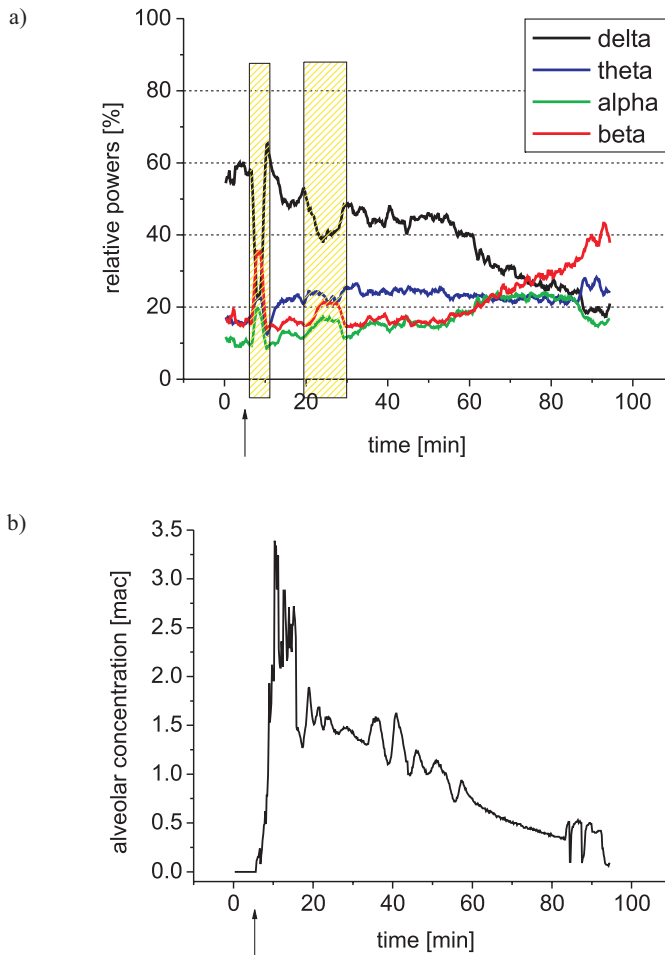 a)
relative powers [%]
100
80
60
40
20
0
delta
theta
alpha
beta
0 20 40 60 80 100
time [min]
b)
alveolar concentration [mac]
3.5
3.0
2.5
2.0
1.5
1.0
0.5
0.0
0 20 40 60 80 100
time [min]